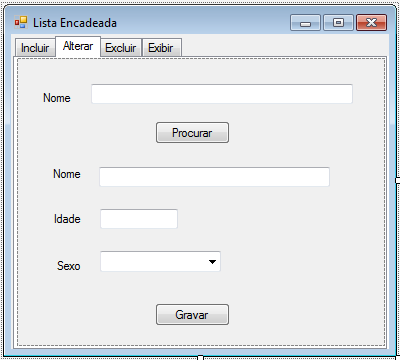 Lista Encadeada
Incluir Alterar Excluir Exibir
Nome
Procurar
Nome
Idade
Sexo
Gravar